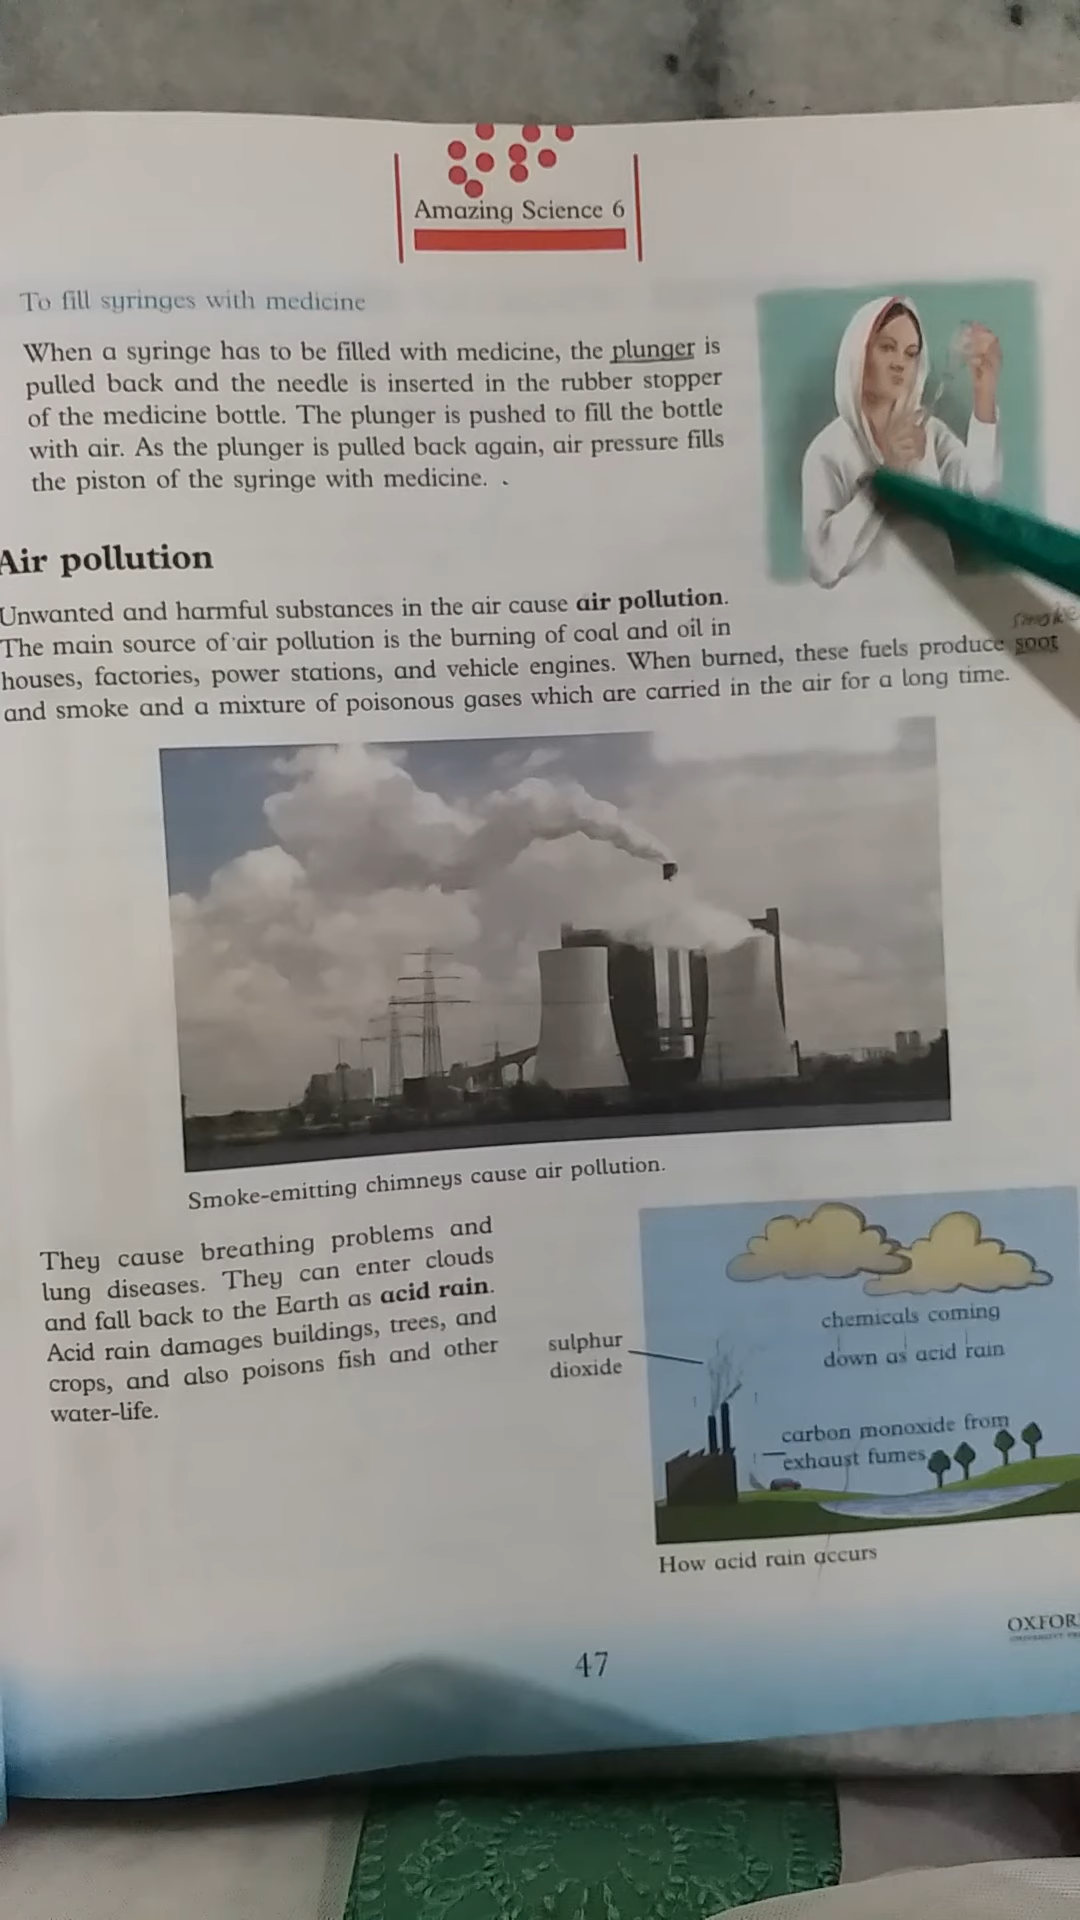 Amazing Science 6
To fill syringes with medicine
When a syringe has to be filled with medicine, the plunger is
pulled back and the needle is inserted in the rubber stopper
of the medicine bottle. The plunger is pushed to fill the bottle
with air. As the plunger is pulled back again, air pressure fills
the piston of the syringe with medicine.
Air pollution
Unwanted and harmful substances in the air cause air pollution.
The main source of air pollution is the burning of coal and oil in
smoke
houses, factories, power stations, and vehicle engines. When burned, these fuels produce soot
and smoke and a mixture of poisonous gases which are carried in the air for a long time.
Smoke-emitting chimneys cause air pollution.
They cause breathing problems and
lung diseases. They can enter clouds
and fall back to the Earth as acid rain.
Acid rain damages buildings, trees, and
crops, and also poisons fish and other
water-life.
sulphur
dioxide
chemicals coming
down as acid rain
carbon monoxide from
exhaust fumes
How acid rain accurs
OXFOR
47